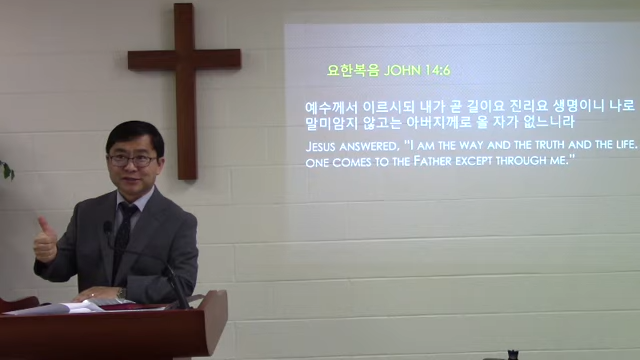 요한복음 JOHN 14:6
예수께서 이르시되 내가 곧 길이요 진리요 생명이니 나로
말미암지 않고는 아버지께로 올 자가 없느니라
JESUS ANSWERED, "I AM THE WAY AND THE TRUTH AND THE LIFE.
ONE COMES TO THE FATHER EXCEPT THROUGH ME."